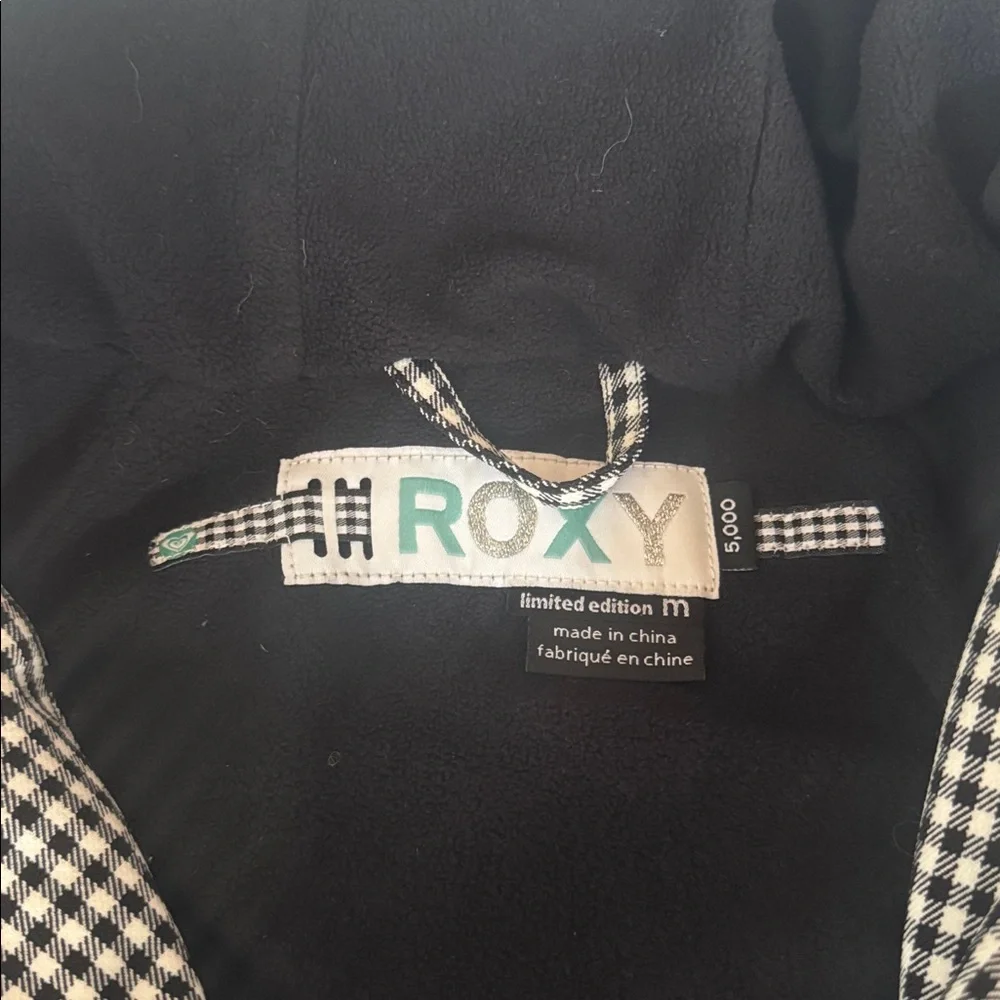 ROXY
5,000
limited edition m
made in china
fabriqué en chine